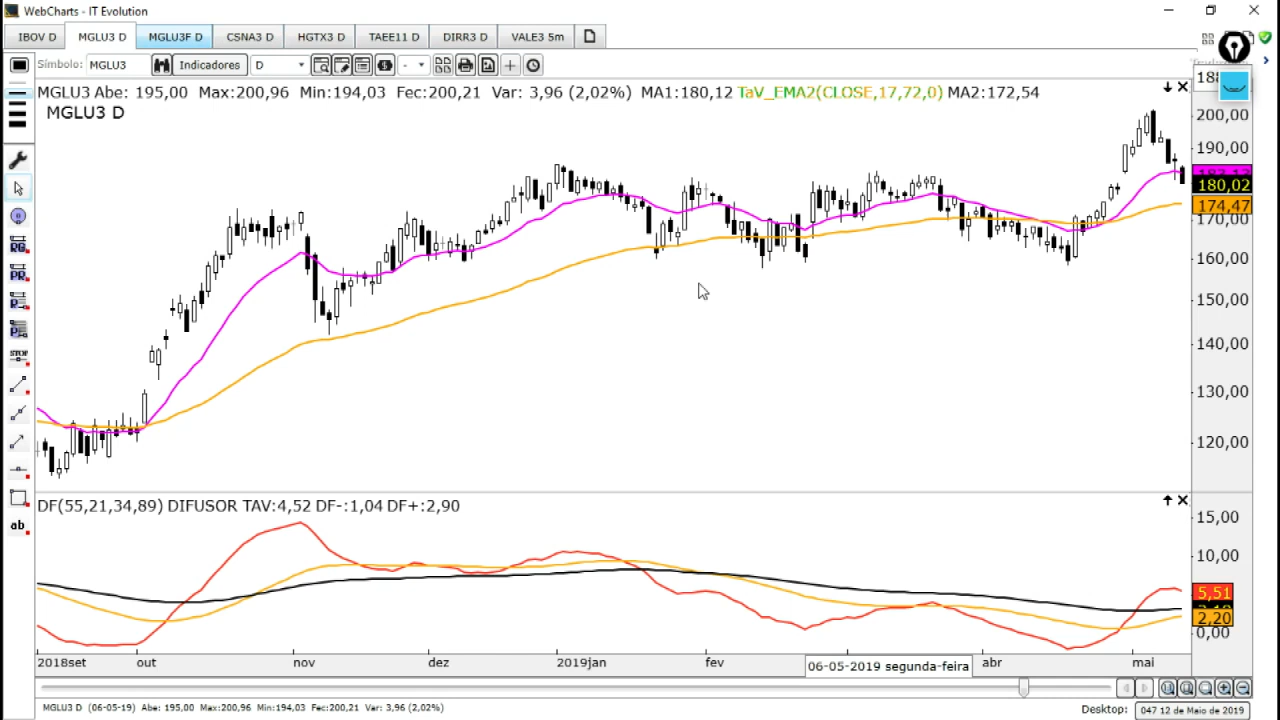 WebCharts - IT Evolution
IBOV D MGLU3 D MGLU3F D CSNA3 D HGTX3 D TAEE11 D DIRR3 D VALE3 5m
Símbolo: MGLU3 Indicadores D -
MGLU3 Abe: 195,00 Max:200,96 Min:194,03 Fec:200,21 Var: 3,96 (2,02%) MA1:180,12 TaV_EMA2(CLOSE,17,72,0) MA2:172,54
MGLU3 D
200,00
190,00
180,02
174,47
170,00
160,00
150,00
140,00
130,00
120,00
RG
PR
STOP
ab
DF(55,21,34,89) DIFUSOR TAV:4,52 DF-:1,04 DF+:2,90
15,00
10,00
5,51
2,20
0,00
2018set out nov dez 2019jan fev 06-05-2019 segunda-feira abr mai
MGLU3 D (06-05-19) Abe: 195,00 Max:200,96 Min:194,03 Fec:200,21 Var: 3,96 (2,02%) Desktop: 047 12 de Maio de 2019